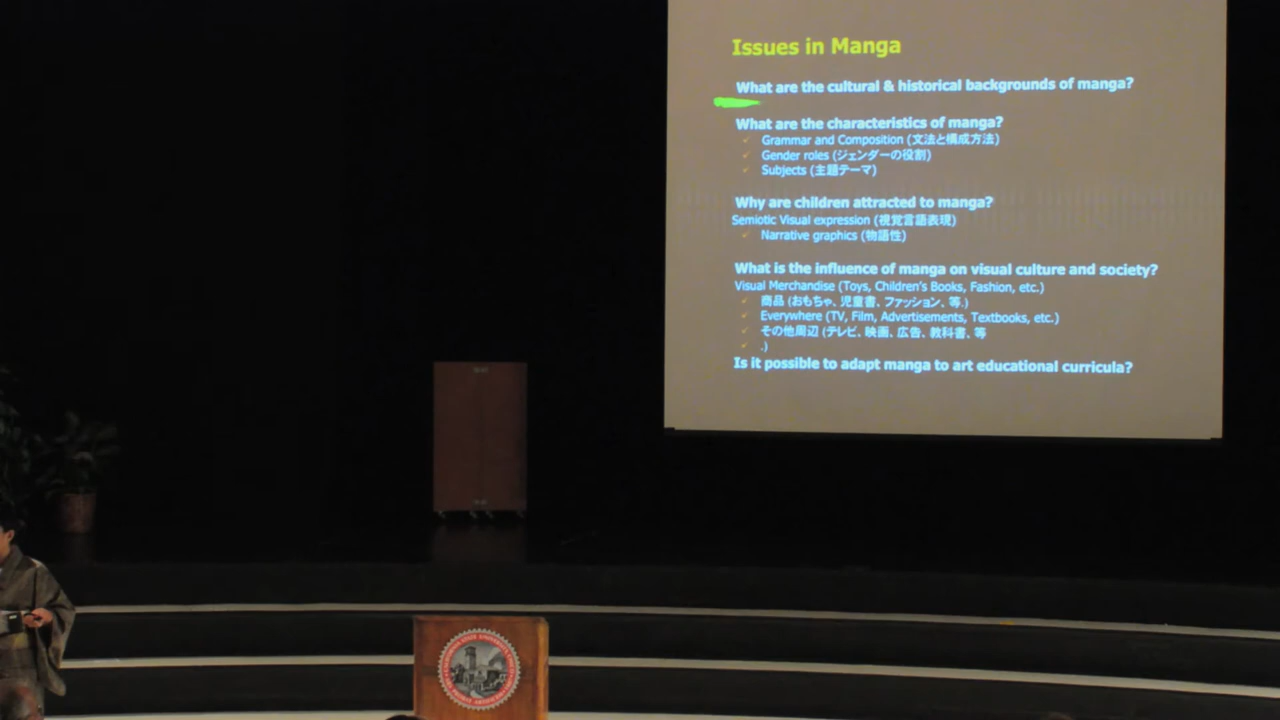 Issues in Manga
What are the cultural & historical backgrounds of manga?
What are the characteristics of manga?
Grammar and Composition (文法と構成方法)
Gender roles (ジェンダーの役割)
Subjects (主題テーマ)
Why are children attracted to manga?
Semiotic Visual expression (視覚言語表現)
Narrative graphics (物語性)
What is the influence of manga on visual culture and society?
Visual Merchandise (Toys, Children's Books, Fashion, etc.)
商品 (おもちゃ、児童書、ファッション、等.)
Everywhere (TV, Film, Advertisements, Textbooks, etc.)
その他周辺 (テレビ、映画、広告、教科書、等
.)
Is it possible to adapt manga to art educational curricula?